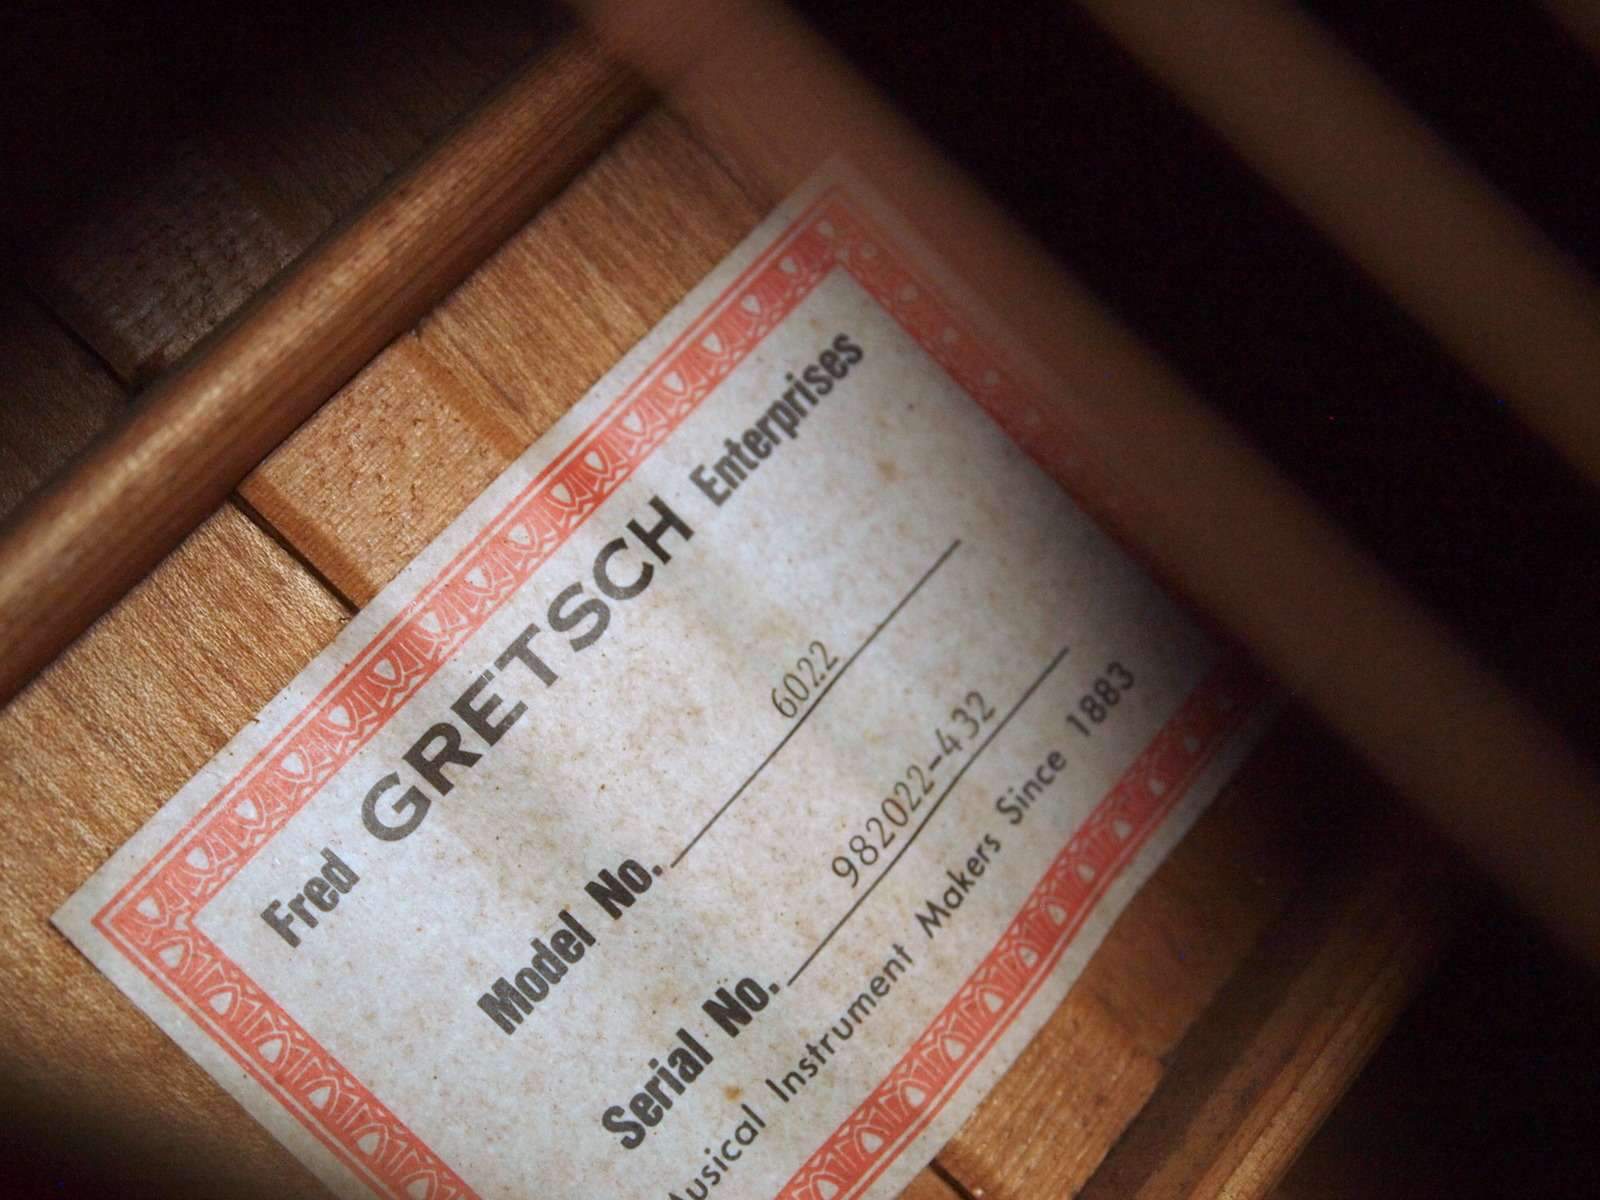 Fred GRETSCH Enterprises
Model No. 6022
Serial No. 982022-432
Musical Instrument Makers Since 1883